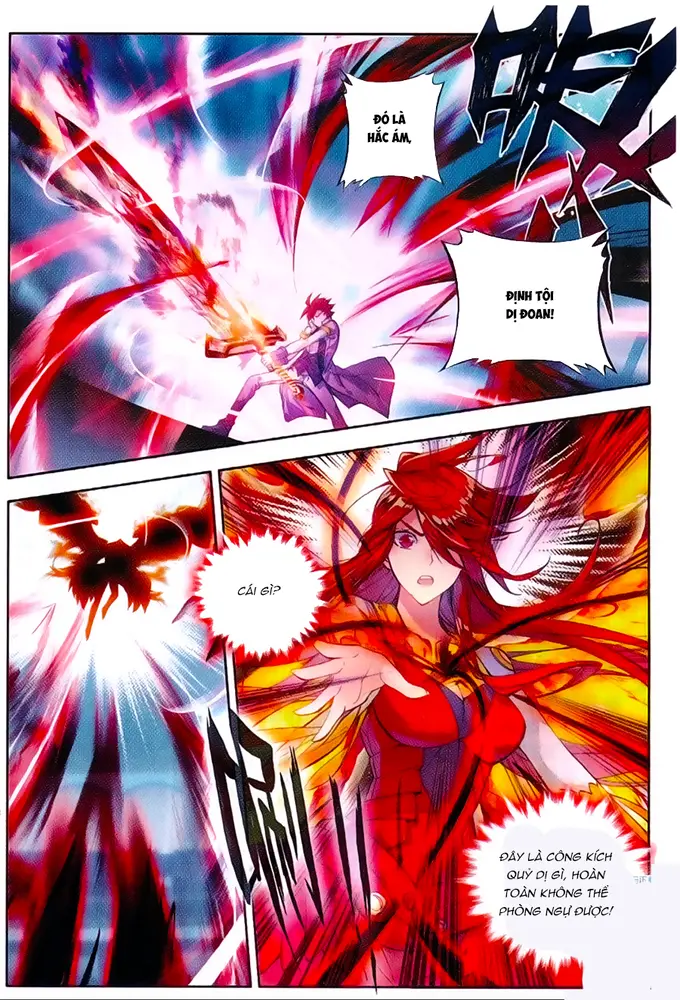 ĐÓ LÀ
HẮC ÁM,
ĐỊNH TỘI
DỊ ĐOAN!
CÁI GÌ?
ĐÂY LÀ CÔNG KÍCH
QUỶ DỊ GÌ, HOÀN
TOÀN KHÔNG THỂ
PHÒNG NGỰ ĐƯỢC!